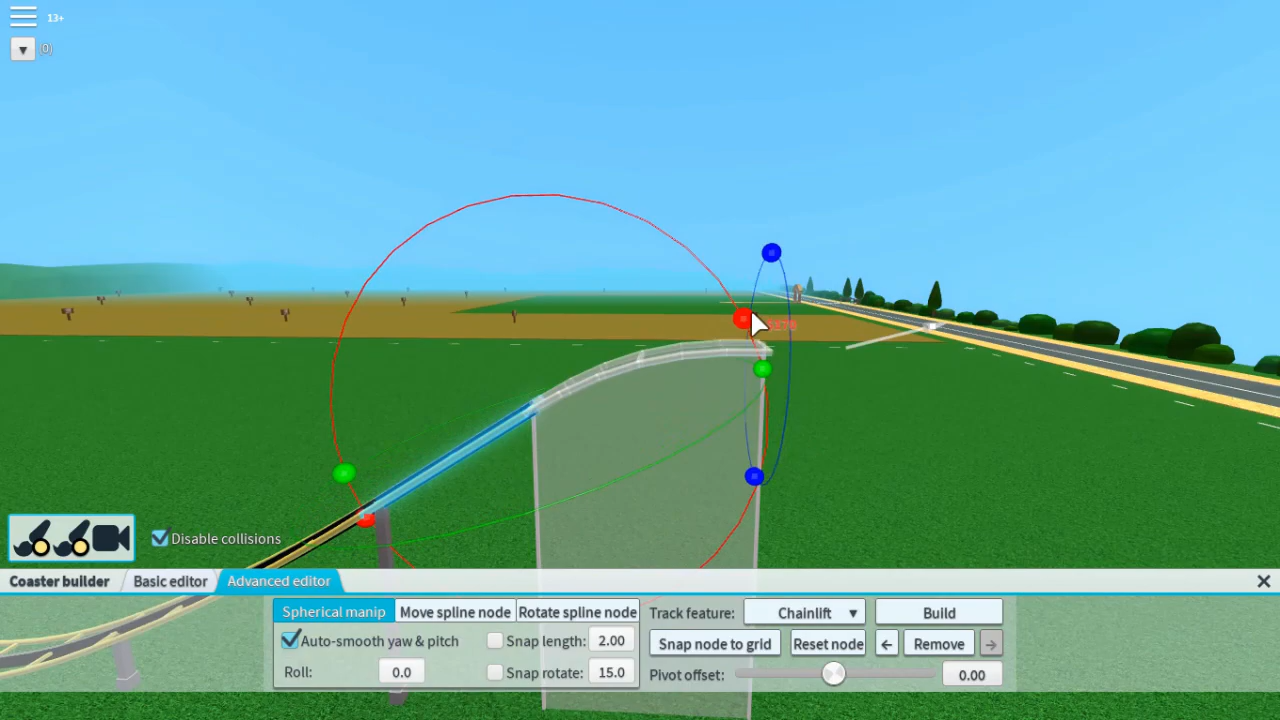 13+
(0)
Disable collisions
Coaster builder Basic editor Advanced editor
Spherical manip Move spline node Rotate spline node Track feature: Chainlift Build
Auto-smooth yaw & pitch Snap length: 2.00 Snap node to grid Reset node Remove
Roll: 0.0 Snap rotate: 15.0 Pivot offset: 0.00